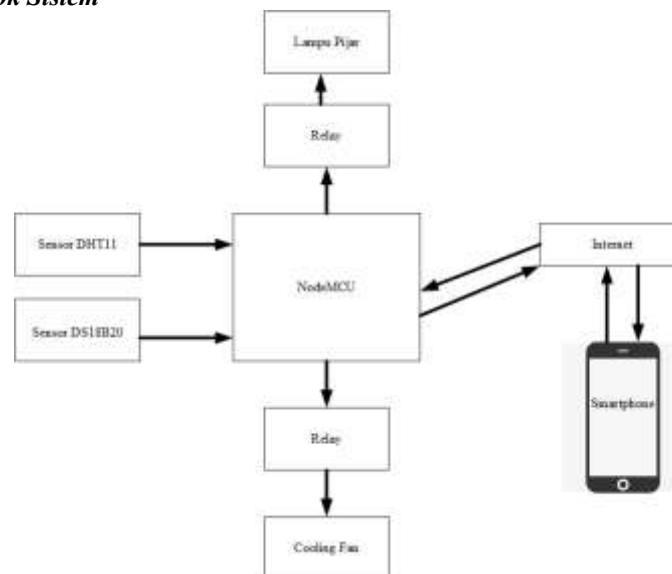 Sistem
Lampu Pijar
Relay
Sensor DHT11
Internet
NodeMCU
Sensor DS18B20
Smartphone
Relay
Cooling Fan